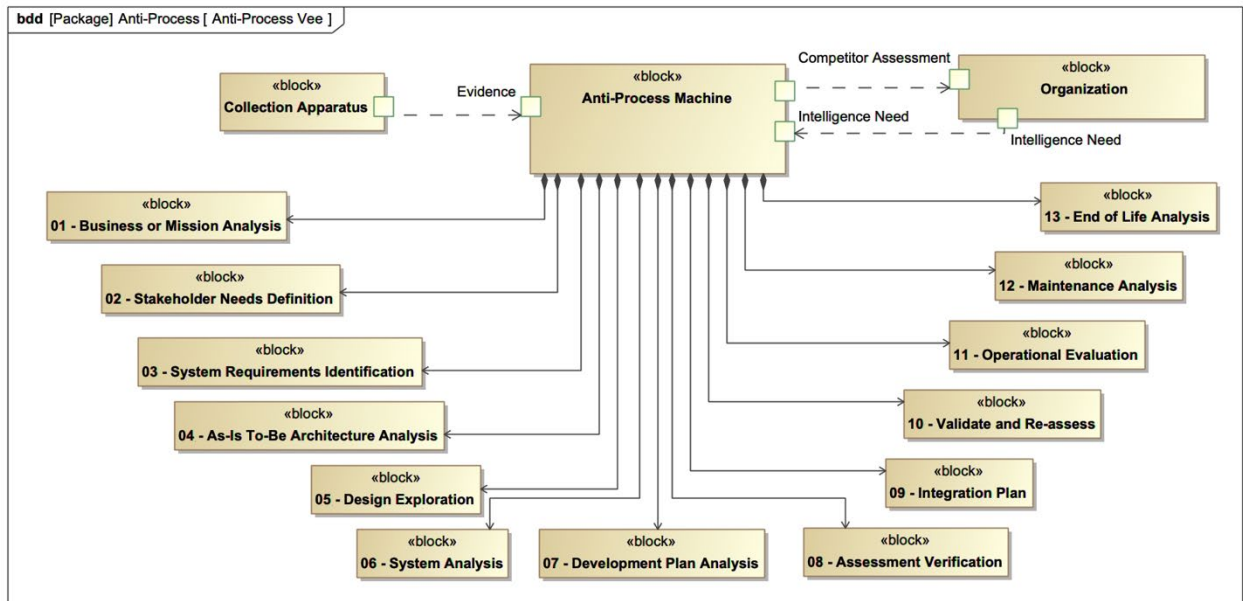 bdd [Package] Anti-Process [ Anti-Process Vee ]
«block»
Collection Apparatus
Evidence
«block»
Anti-Process Machine
Competitor Assessment
Intelligence Need
«block»
Organization
Intelligence Need
«block»
01 - Business or Mission Analysis
«block»
02 - Stakeholder Needs Definition
«block»
03 - System Requirements Identification
«block»
04 - As-Is To-Be Architecture Analysis
«block»
05 - Design Exploration
«block»
06 - System Analysis
«block»
07 - Development Plan Analysis
«block»
08 - Assessment Verification
«block»
09 - Integration Plan
«block»
10 - Validate and Re-assess
«block»
11 - Operational Evaluation
«block»
12 - Maintenance Analysis
«block»
13 - End of Life Analysis